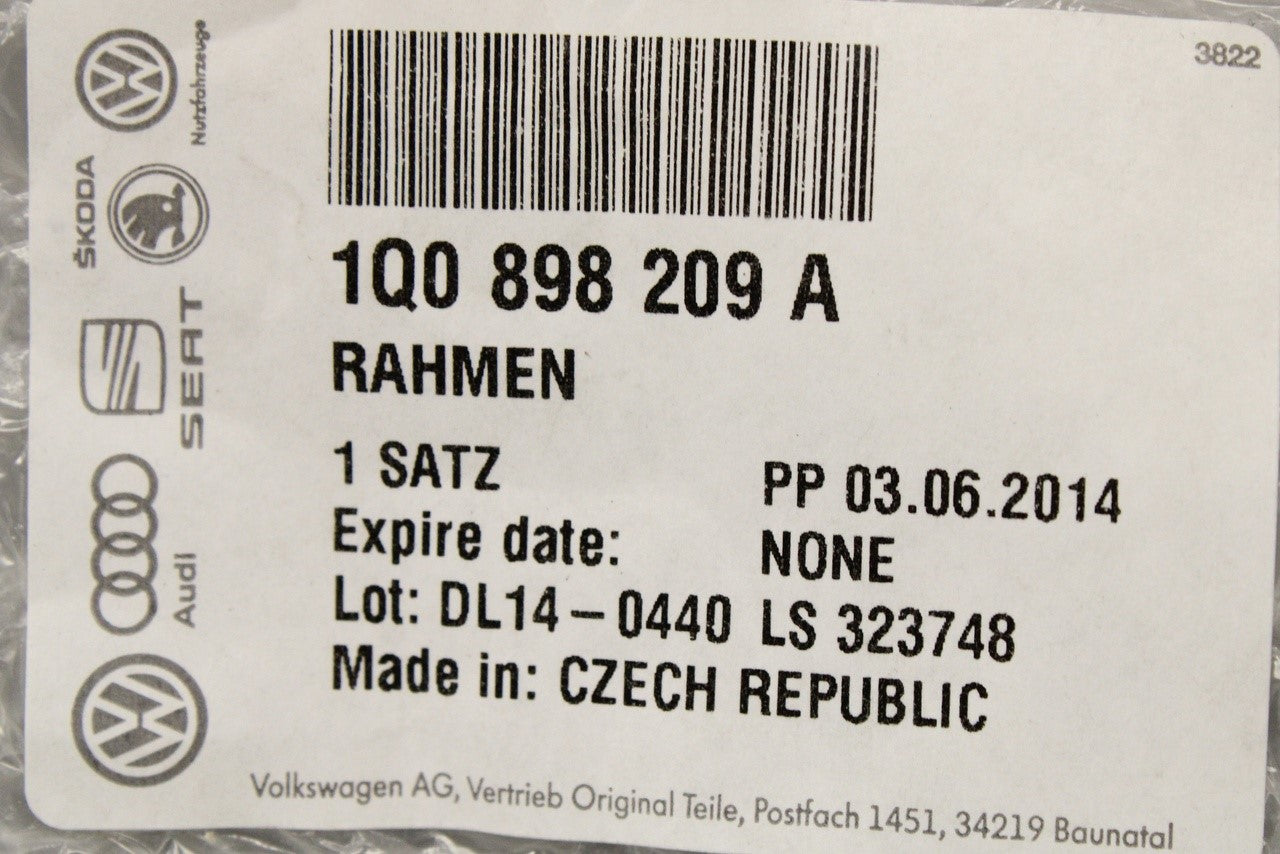 3822
Nutzfahrzeuge
ŠKODA
SEAT
Audi
1Q0 898 209 A
RAHMEN
1 SATZ PP 03.06.2014
Expire date: NONE
Lot: DL14-0440 LS 323748
Made in: CZECH REPUBLIC
Volkswagen AG, Vertrieb Original Teile, Postfach 1451, 34219 Baunatal